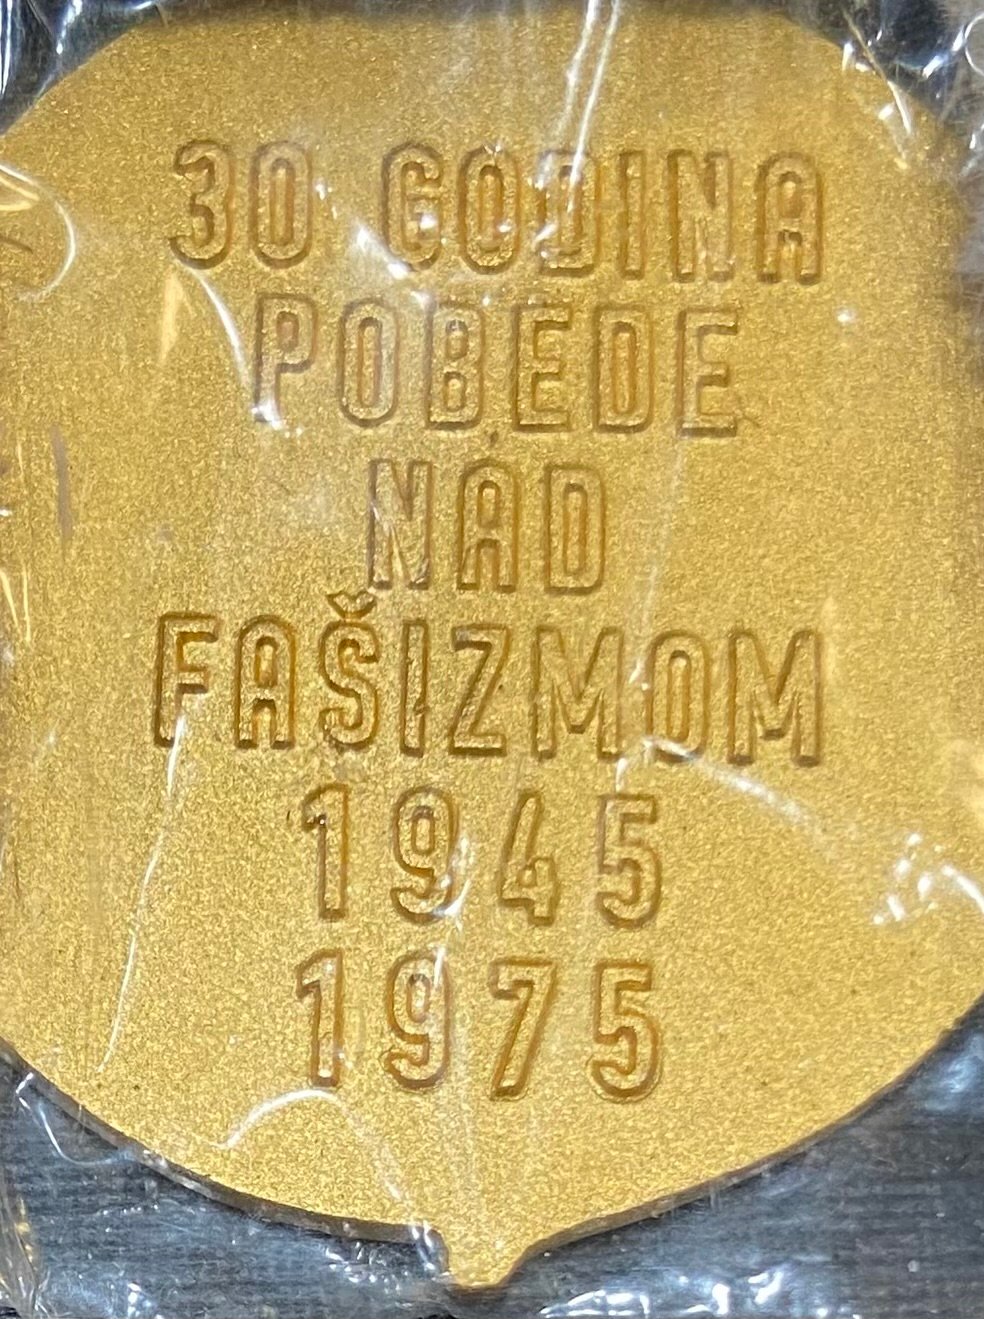 30 GODINA
POBEDE
NAD
FAŠIZMOM
1945
1975